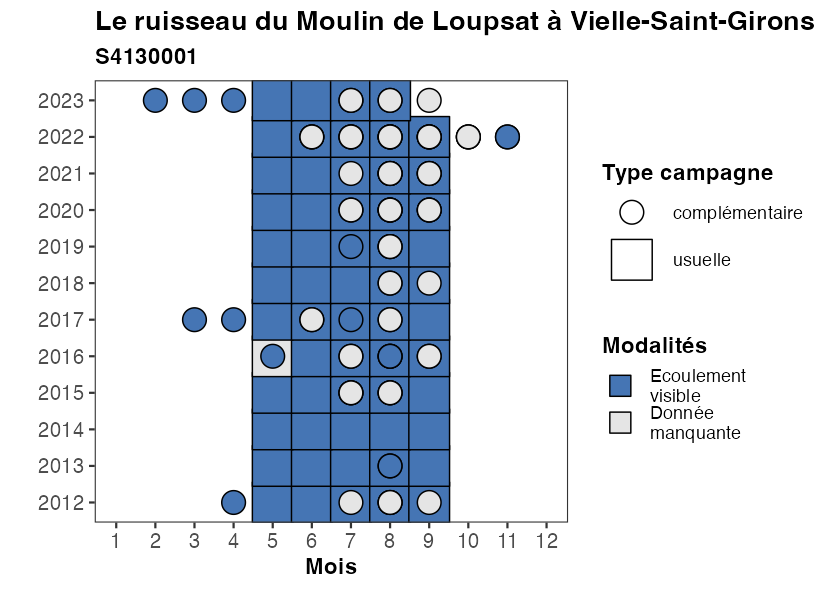 Le ruisseau du Moulin de Loupsat à Vielle-Saint-Girons
S4130001
2023
2022
2021
2020
2019
2018
2017
2016
2015
2014
2013
2012
1 2 3 4 5 6 7 8 9 10 11 12
Mois
Type campagne
complémentaire
usuelle
Modalités
Ecoulement
visible
Donnée
manquante